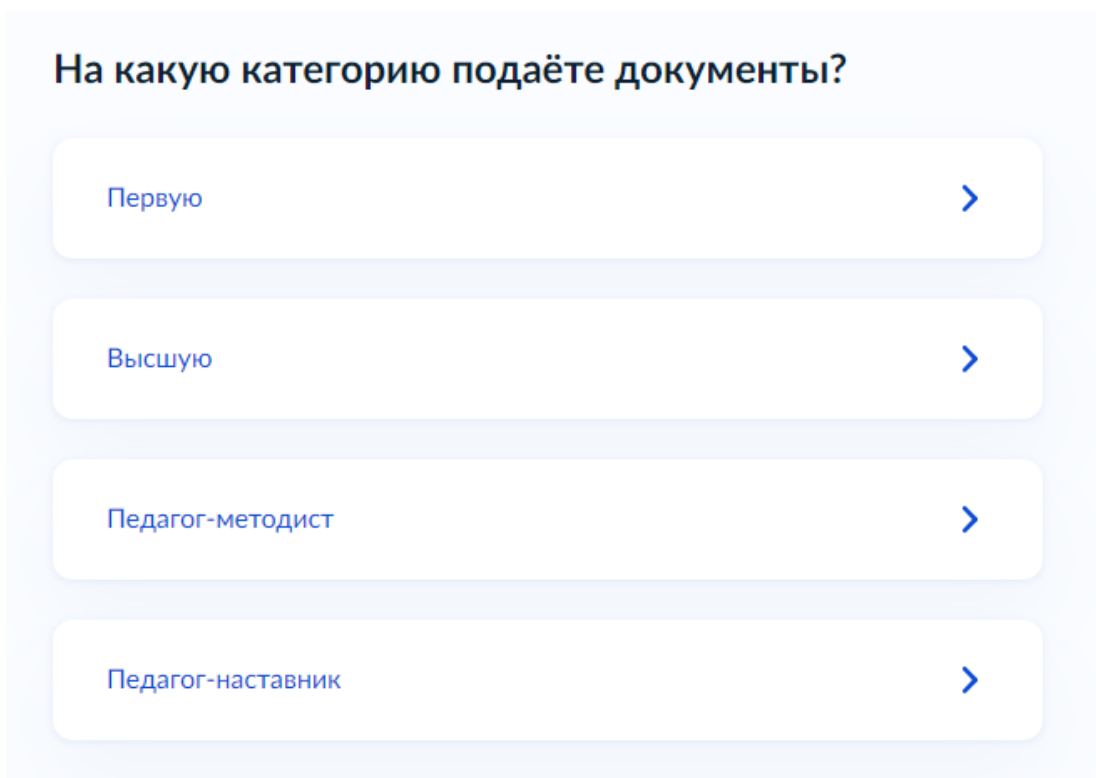 На какую категорию подаёте документы?
Первую
Высшую
Педагог-методист
Педагог-наставник